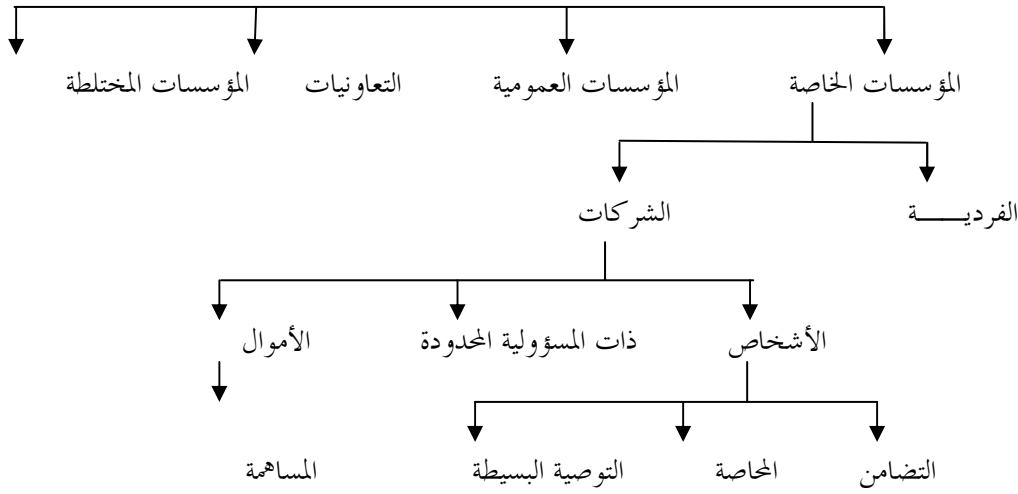 المؤسسات الخاصة المؤسسات العمومية التعاونيات المؤسسات المختلطة
الفرديـــــة الشركات
الأشخاص ذات المسؤولية المحدودة الأموال
التضامن المحاصة التوصية البسيطة المساهمة